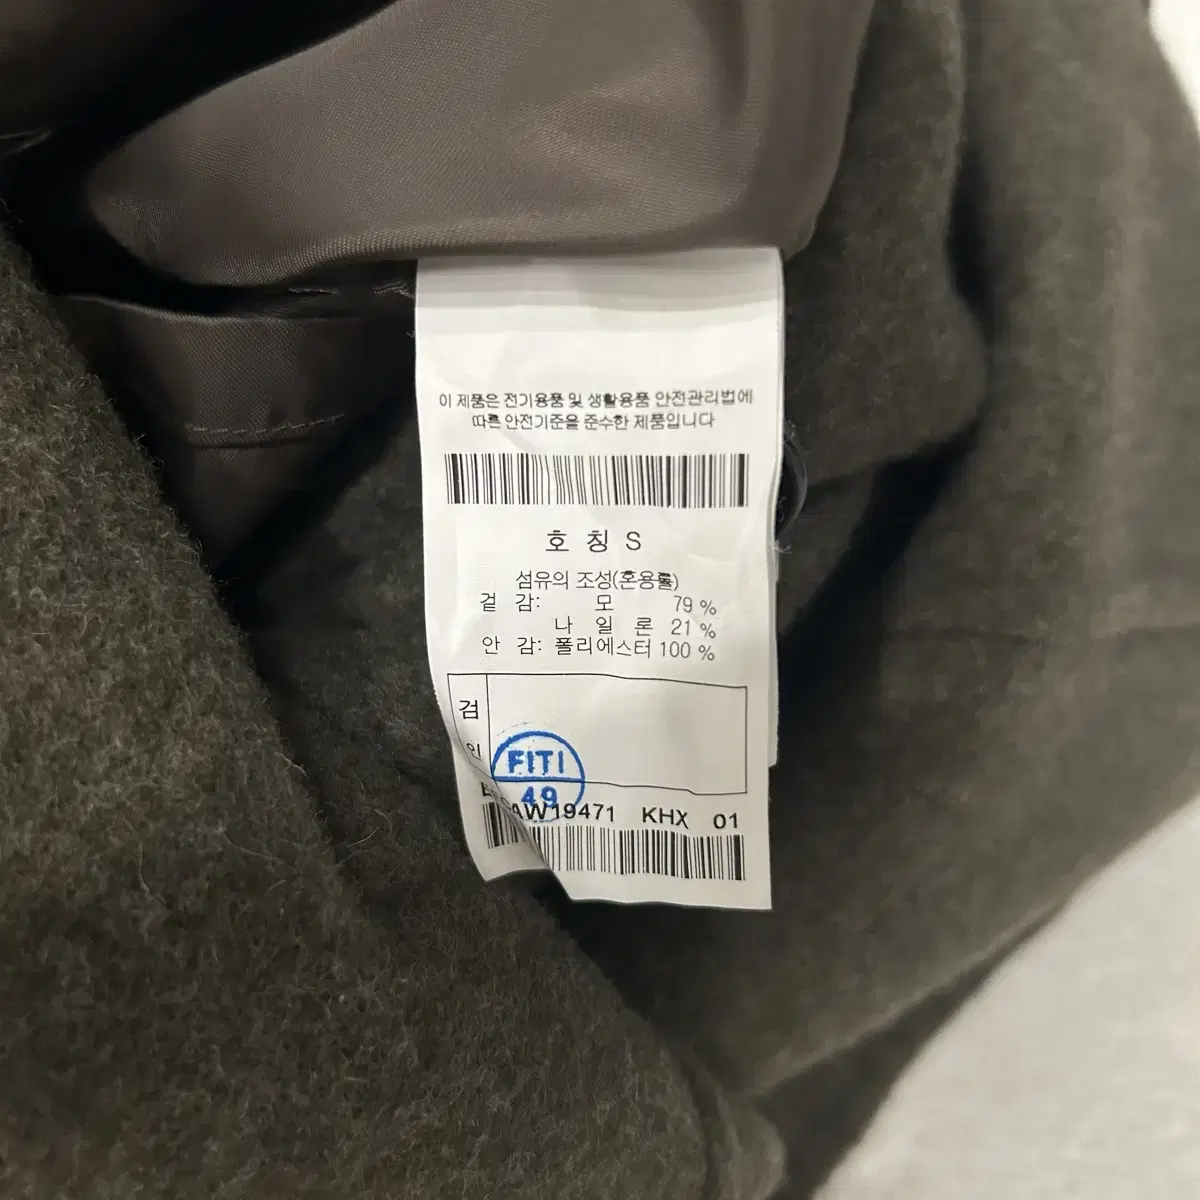 이 제품은 전기용품 및 생활용품 안전관리법에
따른 안전기준을 준수한 제품입니다
호 칭 S
섬유의 조성(혼용률)
겉 감: 모 79 %
나 일 론 21 %
안 감: 폴리에스터 100 %
검
인
FITI
49
AW19471 KHX 01